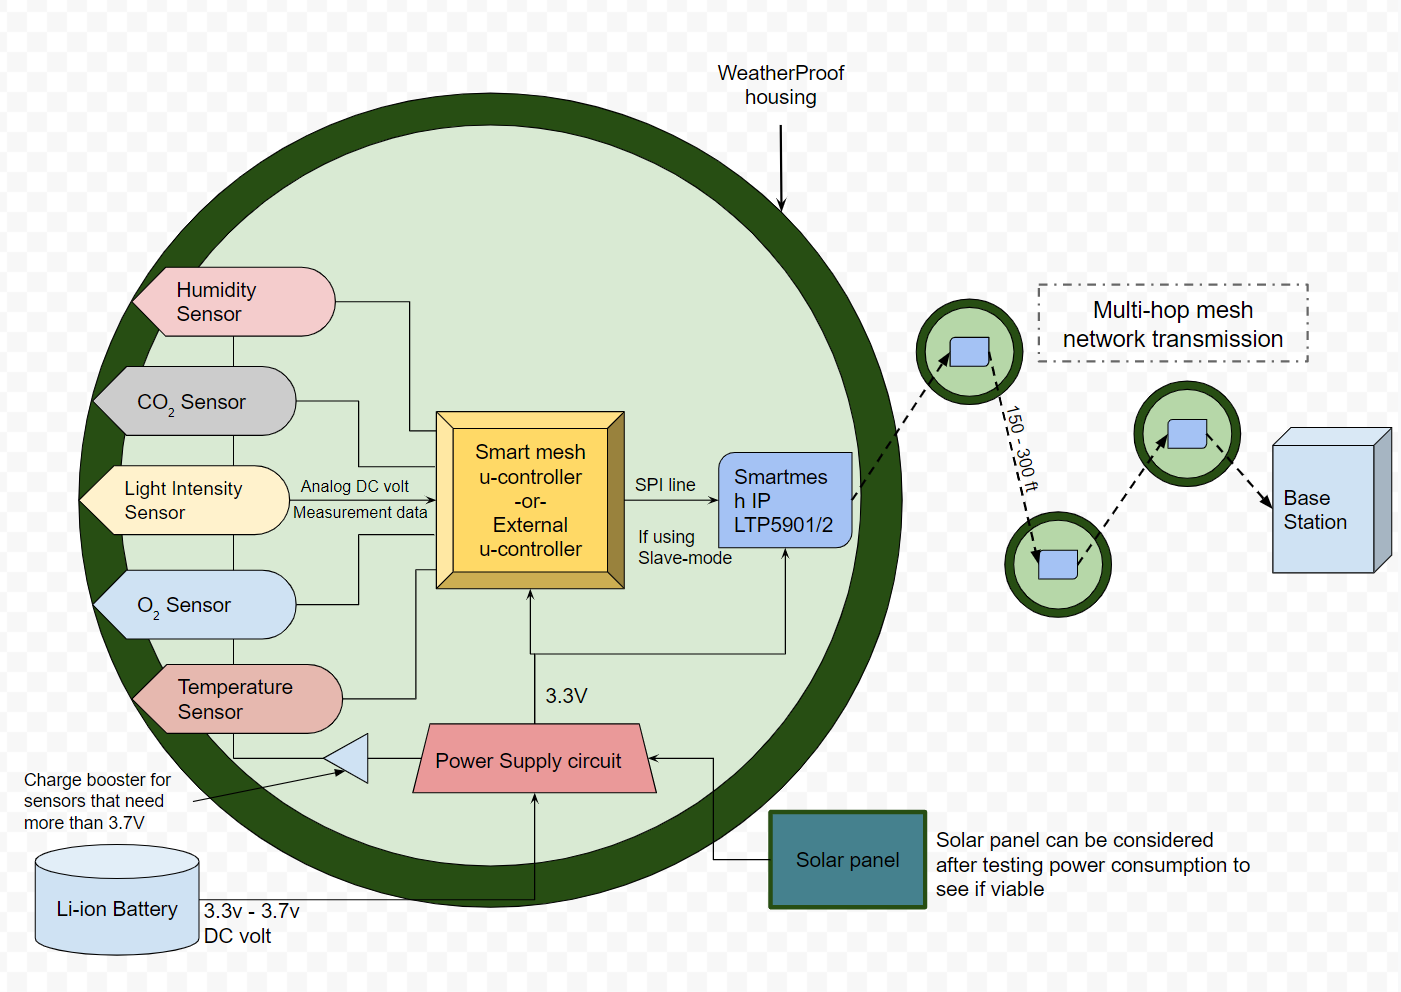 WeatherProof
housing
Humidity
Sensor
CO2 Sensor
Light Intensity
Sensor
Analog DC volt
Measurement data
O2 Sensor
Temperature
Sensor
Smart mesh
u-controller
-or-
External
u-controller
SPI line
If using
Slave-mode
Smartmes
h IP
LTP5901/2
3.3V
Power Supply circuit
Charge booster for
sensors that need
more than 3.7V
Li-ion Battery
3.3v - 3.7v
DC volt
Solar panel
Solar panel can be considered
after testing power consumption to
see if viable
Multi-hop mesh
network transmission
150 - 300 ft
Base
Station